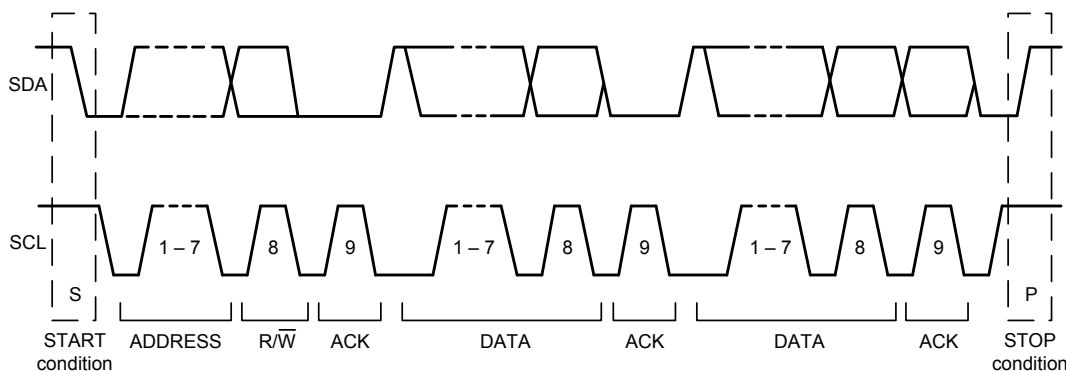 SDA
SCL
1 – 7 8 9 1 – 7 8 9 1 – 7 8 9
S P
START condition ADDRESS R/W̅ ACK DATA ACK DATA ACK STOP condition